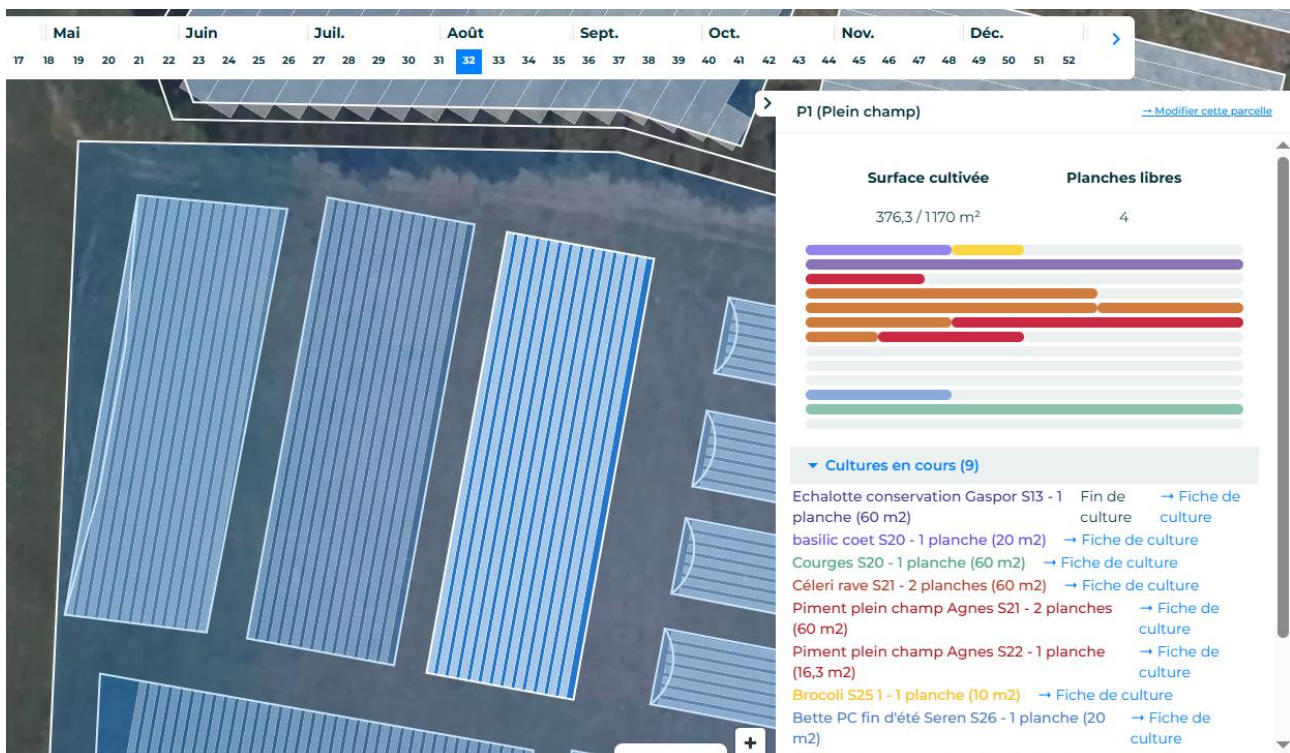 Mai Juin Juil. Août Sept. Oct. Nov. Déc.
17 18 19 20 21 22 23 24 25 26 27 28 29 30 31 32 33 34 35 36 37 38 39 40 41 42 43 44 45 46 47 48 49 50 51 52
P1 (Plein champ) → Modifier cette parcelle
Surface cultivée Planches libres
376,3 / 1170 m² 4
Cultures en cours (9)
Echalotte conservation Gaspor S13 - 1 Fin de → Fiche de
planche (60 m2) culture culture
basilic coet S20 - 1 planche (20 m2) → Fiche de culture
Courges S20 - 1 planche (60 m2) → Fiche de culture
Céleri rave S21 - 2 planches (60 m2) → Fiche de culture
Piment plein champ Agnes S21 - 2 planches → Fiche de
(60 m2) culture
Piment plein champ Agnes S22 - 1 planche → Fiche de
(16,3 m2) culture
Brocoli S25 1 - 1 planche (10 m2) → Fiche de culture
Bette PC fin d'été Seren S26 - 1 planche (20 → Fiche de
m2) culture